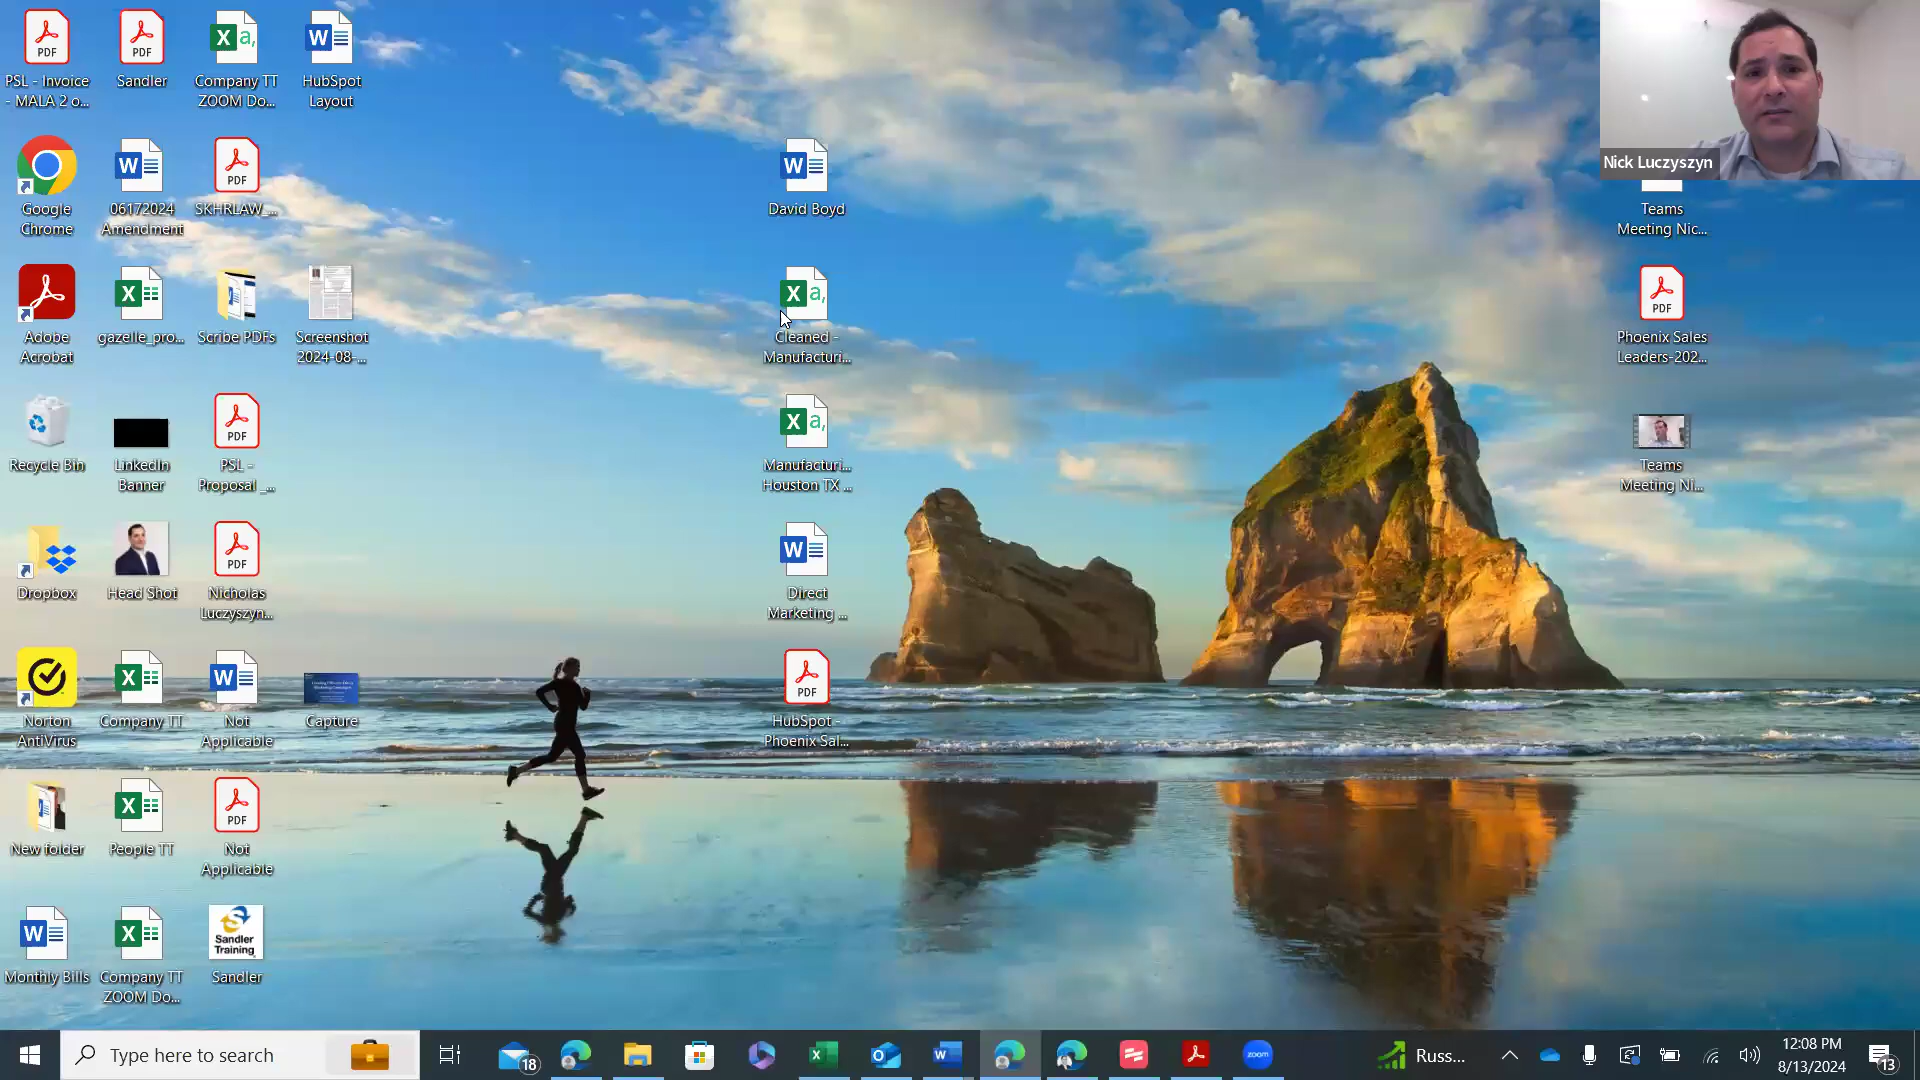 PDF
PSL - Invoice
- MALA 2 o...
PDF
Sandler
X a,
Company TT
ZOOM Do...
W
HubSpot
Layout
Nick Luczyszyn
Google
Chrome
W
06172024
Amendment
PDF
SKHRLAW_...
W
David Boyd
Teams
Meeting Nic...
Adobe
Acrobat
X
gazelle_pro...
Scribe PDFs
Screenshot
2024-08-...
X a,
Cleaned -
Manufacturi...
Phoenix Sales
Leaders-202...
Recycle Bin
LinkedIn
Banner
PDF
PSL -
Proposal _...
X a,
Manufacturi...
Houston TX ...
Teams
Meeting Ni...
Dropbox
Head Shot
PDF
Nicholas
Luczyszyn...
W
Direct
Marketing ...
Norton
AntiVirus
X
Company TT
W
Not
Applicable
Capture
PDF
HubSpot -
Phoenix Sal...
New folder
X
People TT
PDF
Not
Applicable
W
Monthly Bills
X
Company TT
ZOOM Do...
Sandler
Training
Sandler
Type here to search
18
zoom
Russ...
12:08 PM
8/13/2024
13